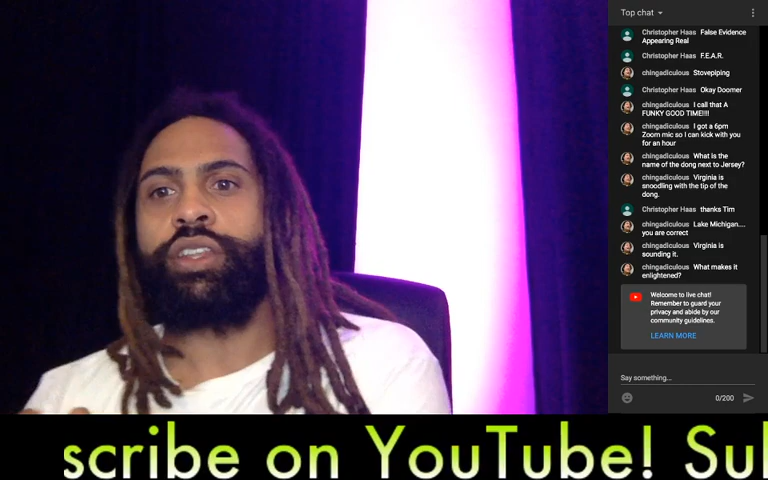 Top chat
Christopher Haas False Evidence
Appearing Real
Christopher Haas F.E.A.R.
chingadiculous Stovepiping
Christopher Haas Okay Doomer
chingadiculous I call that A
FUNKY GOOD TIME!!!!
chingadiculous I got a 6pm
Zoom mic so I can kick with you
for an hour
chingadiculous What is the
name of the dong next to Jersey?
chingadiculous Virginia is
snoodling with the tip of the
dong.
Christopher Haas thanks Tim
chingadiculous Lake Michigan....
you are correct
chingadiculous Virginia is
sounding it.
chingadiculous What makes it
enlightened?
Welcome to live chat!
Remember to guard your
privacy and abide by our
community guidelines.
LEARN MORE
Say something...
0/200
scribe on YouTube! Sul